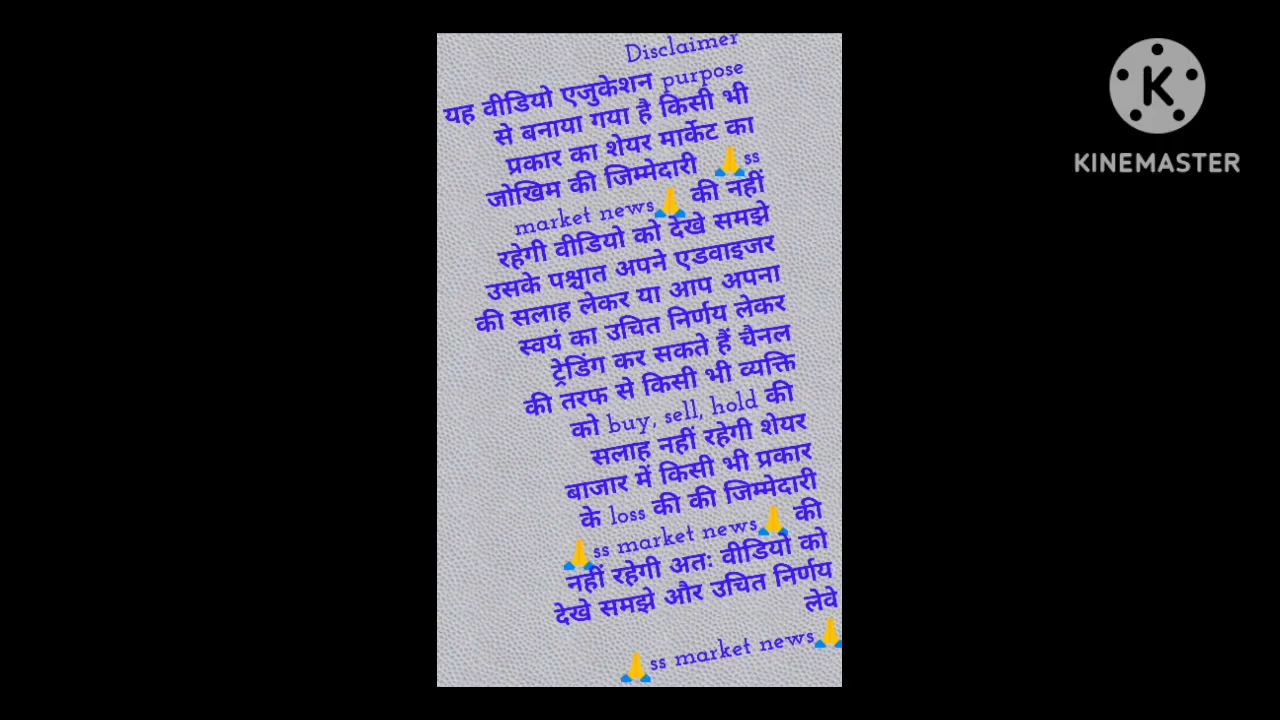 Disclaimer
यह वीडियो एजुकेशन purpose
से बनाया गया है किसी भी
प्रकार का शेयर मार्केट का
जोखिम की जिम्मेदारी 🙏ss
market news🙏 की नहीं
रहेगी वीडियो को देखे समझे
उसके पश्चात अपने एडवाइजर
की सलाह लेकर या आप अपना
स्वयं का उचित निर्णय लेकर
ट्रेडिंग कर सकते हैं चैनल
की तरफ से किसी भी व्यक्ति
को buy, sell, hold की
सलाह नहीं रहेगी शेयर
बाजार में किसी भी प्रकार
के loss की की जिम्मेदारी
🙏ss market news🙏 की
नहीं रहेगी अतः वीडियो को
देखे समझे और उचित निर्णय
लेवे
🙏ss market news🙏
K
KINEMASTER